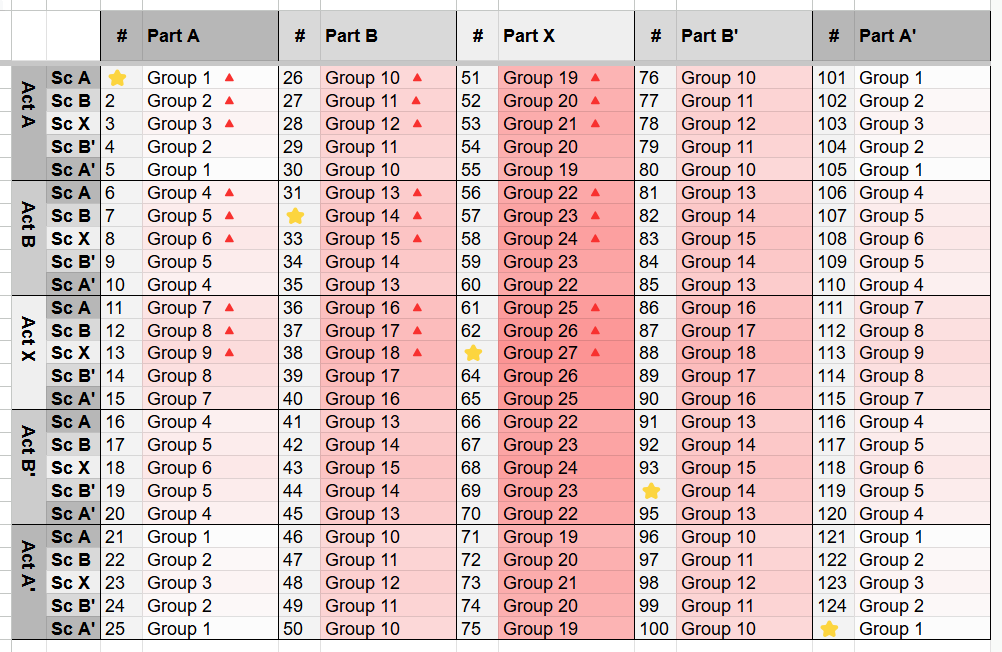 # Part A # Part B # Part X # Part B' # Part A'
Act A
Sc A Group 1 26 Group 10 51 Group 19 76 Group 10 101 Group 1
Sc B 2 Group 2 27 Group 11 52 Group 20 77 Group 11 102 Group 2
Sc X 3 Group 3 28 Group 12 53 Group 21 78 Group 12 103 Group 3
Sc B' 4 Group 2 29 Group 11 54 Group 20 79 Group 11 104 Group 2
Sc A' 5 Group 1 30 Group 10 55 Group 19 80 Group 10 105 Group 1
Act B
Sc A 6 Group 4 31 Group 13 56 Group 22 81 Group 13 106 Group 4
Sc B 7 Group 5 Group 14 57 Group 23 82 Group 14 107 Group 5
Sc X 8 Group 6 33 Group 15 58 Group 24 83 Group 15 108 Group 6
Sc B' 9 Group 5 34 Group 14 59 Group 23 84 Group 14 109 Group 5
Sc A' 10 Group 4 35 Group 13 60 Group 22 85 Group 13 110 Group 4
Act X
Sc A 11 Group 7 36 Group 16 61 Group 25 86 Group 16 111 Group 7
Sc B 12 Group 8 37 Group 17 62 Group 26 87 Group 17 112 Group 8
Sc X 13 Group 9 38 Group 18 Group 27 88 Group 18 113 Group 9
Sc B' 14 Group 8 39 Group 17 64 Group 26 89 Group 17 114 Group 8
Sc A' 15 Group 7 40 Group 16 65 Group 25 90 Group 16 115 Group 7
Act B'
Sc A 16 Group 4 41 Group 13 66 Group 22 91 Group 13 116 Group 4
Sc B 17 Group 5 42 Group 14 67 Group 23 92 Group 14 117 Group 5
Sc X 18 Group 6 43 Group 15 68 Group 24 93 Group 15 118 Group 6
Sc B' 19 Group 5 44 Group 14 69 Group 23 Group 14 119 Group 5
Sc A' 20 Group 4 45 Group 13 70 Group 22 95 Group 13 120 Group 4
Act A'
Sc A 21 Group 1 46 Group 10 71 Group 19 96 Group 10 121 Group 1
Sc B 22 Group 2 47 Group 11 72 Group 20 97 Group 11 122 Group 2
Sc X 23 Group 3 48 Group 12 73 Group 21 98 Group 12 123 Group 3
Sc B' 24 Group 2 49 Group 11 74 Group 20 99 Group 11 124 Group 2
Sc A' 25 Group 1 50 Group 10 75 Group 19 100 Group 10 Group 1